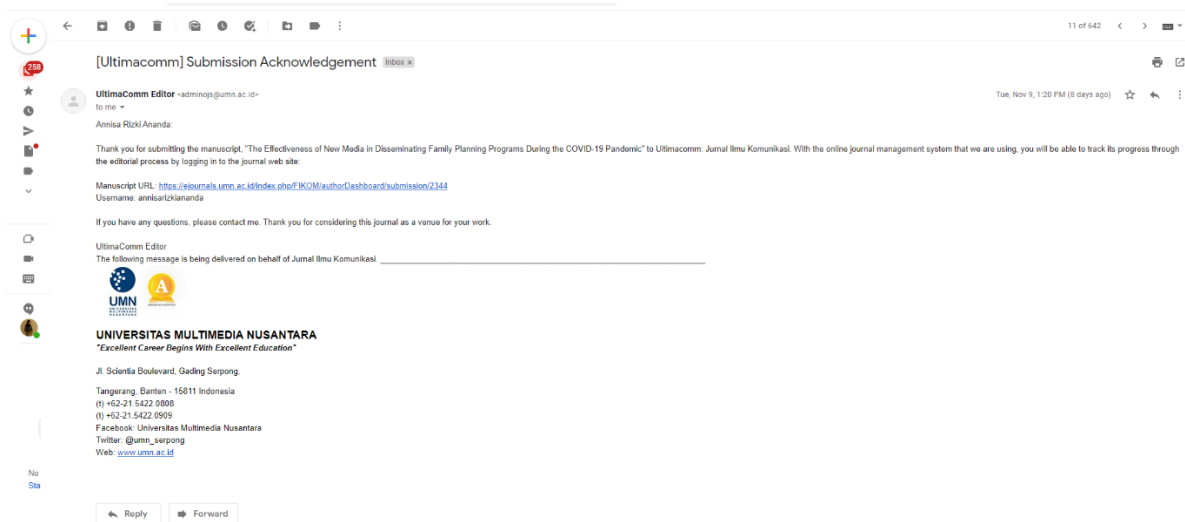 11 of 642
[Ultimacomm] Submission Acknowledgement Inbox x
258
UltimaComm Editor <adminojs@umn.ac.id>
Tue, Nov 9, 1:20 PM (8 days ago)
to me
Annisa Rizki Ananda:
Thank you for submitting the manuscript, "The Effectiveness of New Media in Disseminating Family Planning Programs During the COVID-19 Pandemic" to Ultimacomm: Jurnal Ilmu Komunikasi. With the online journal management system that we are using, you will be able to track its progress through
the editorial process by logging in to the journal web site:
Manuscript URL: https://ejournals.umn.ac.id/index.php/FIKOM/authorDashboard/submission/2344
Username: annisarizkiananda
If you have any questions, please contact me. Thank you for considering this journal as a venue for your work.
UltimaComm Editor
The following message is being delivered on behalf of Jurnal Ilmu Komunikasi.
A
UMN
UNIVERSITAS
MULTIMEDIA
NUSANTARA
UNIVERSITAS MULTIMEDIA NUSANTARA
"Excellent Career Begins With Excellent Education"
Jl. Scientia Boulevard, Gading Serpong,
Tangerang, Banten - 15811 Indonesia
(t) +62-21.5422.0808
(t) +62-21.5422.0909
Facebook: Universitas Multimedia Nusantara
Twitter: @umn_serpong
Web: www.umn.ac.id
No
Sta
Reply
Forward